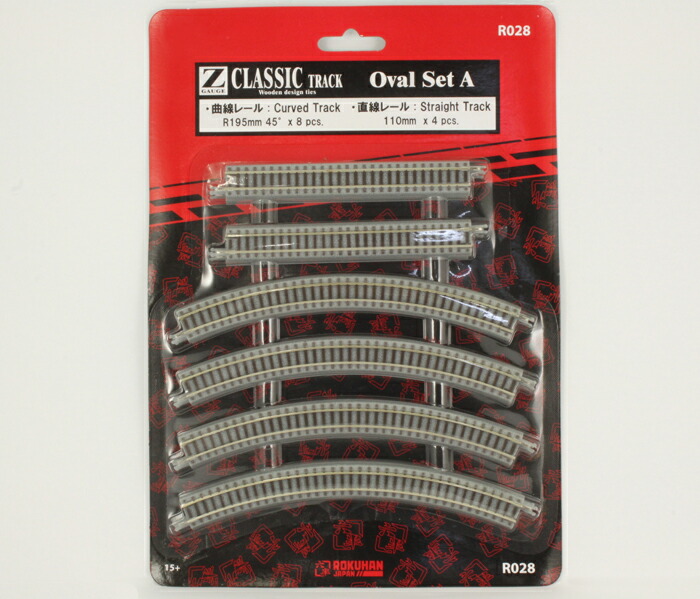 R028
Z GAUGE CLASSIC TRACK Oval Set A
Wooden design ties
・曲線レール：Curved Track ・直線レール：Straight Track
R195mm 45° x 8 pcs. 110mm x 4 pcs.
15+ ROKUHAN R028
JAPAN